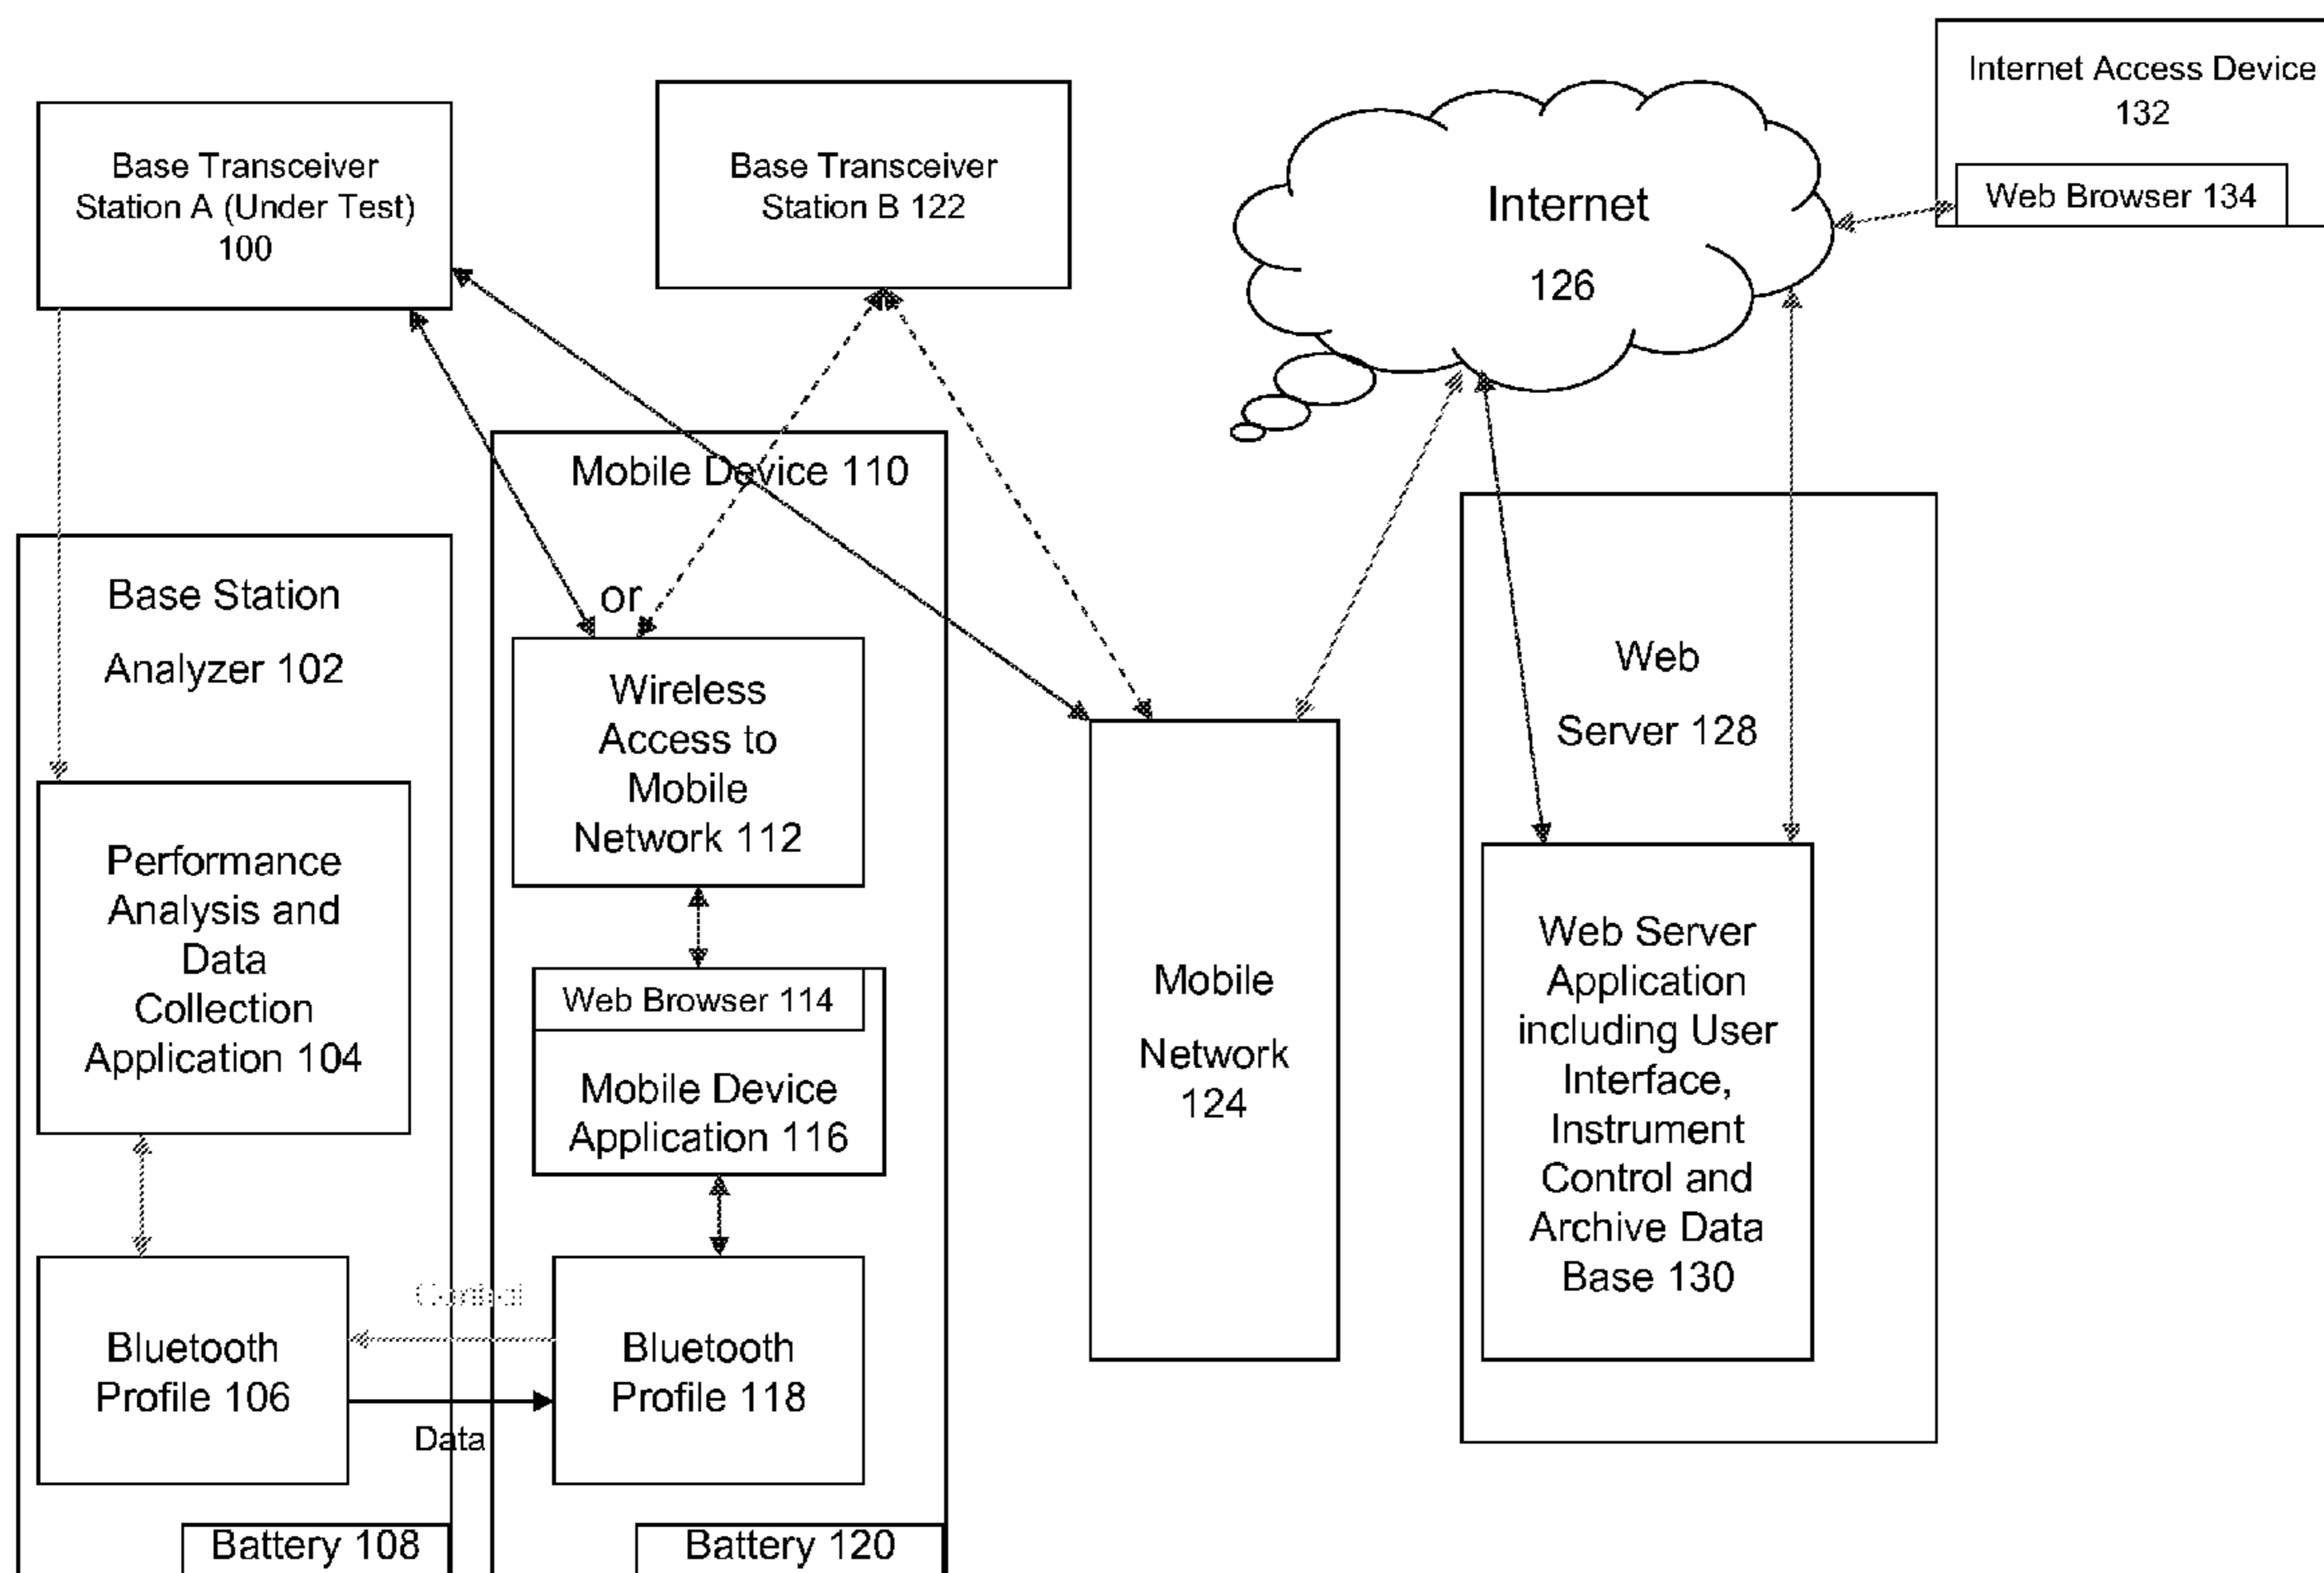 Internet Access Device
132
Web Browser 134
Base Transceiver
Station A (Under Test)
100
Base Transceiver
Station B 122
Internet
126
Mobile Device 110
or
Base Station
Analyzer 102
Wireless
Access to
Mobile
Network 112
Web
Server 128
Performance
Analysis and
Data
Collection
Application 104
Web Browser 114
Mobile Device
Application 116
Mobile
Network
124
Web Server
Application
including User
Interface,
Instrument
Control and
Archive Data
Base 130
Control
Bluetooth
Profile 106
Bluetooth
Profile 118
Data
Battery 108
Battery 120